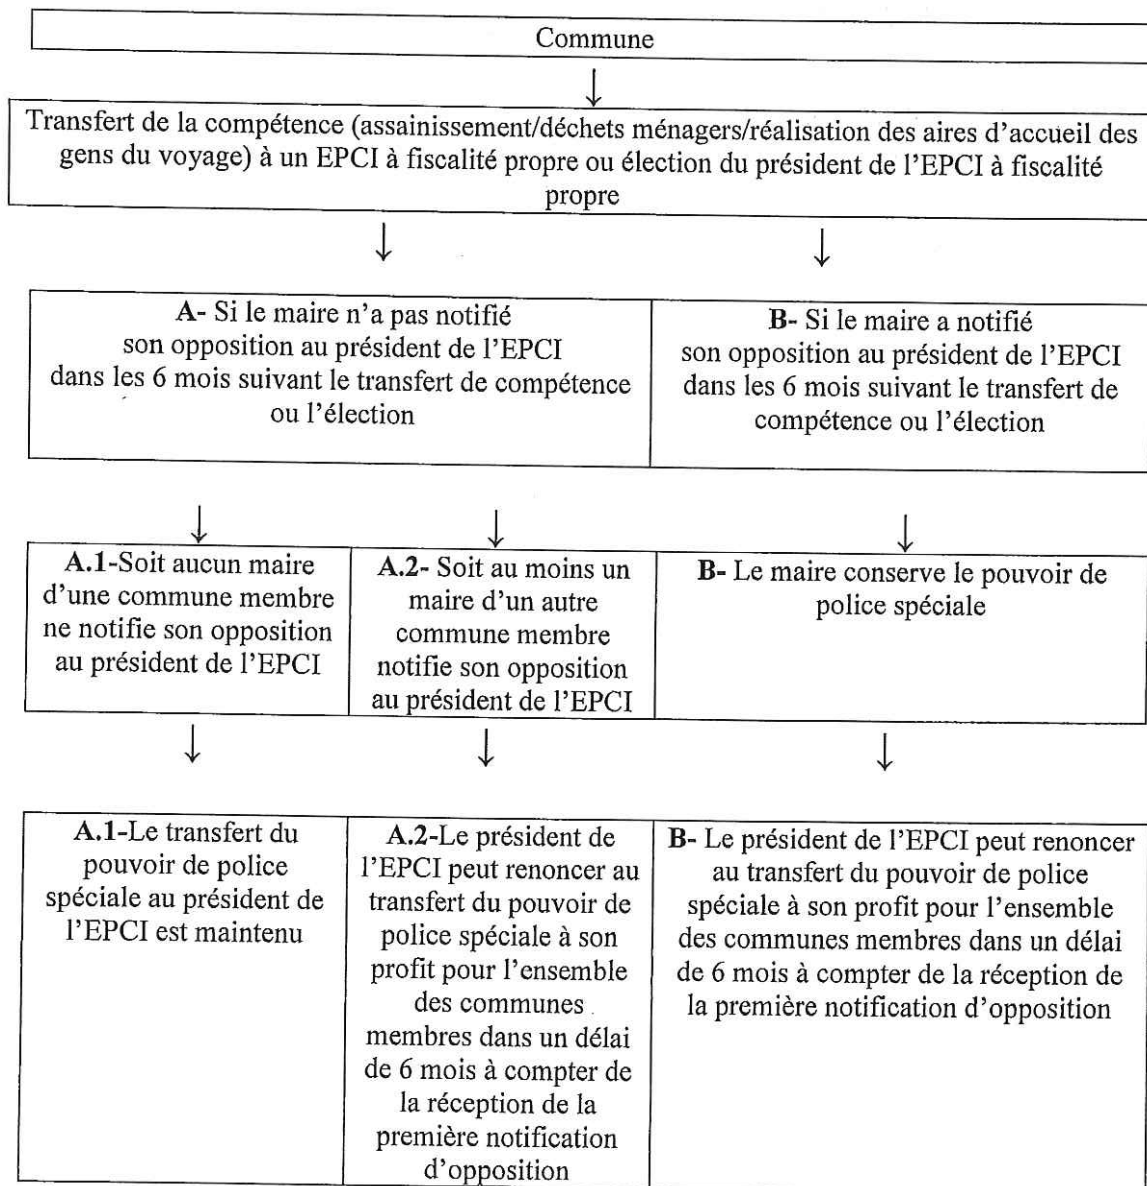 Commune
Transfert de la compétence (assainissement/déchets ménagers/réalisation des aires d'accueil des
gens du voyage) à un EPCI à fiscalité propre ou élection du président de l'EPCI à fiscalité
propre
A- Si le maire n'a pas notifié
son opposition au président de l'EPCI
dans les 6 mois suivant le transfert de compétence
ou l'élection
B- Si le maire a notifié
son opposition au président de l'EPCI
dans les 6 mois suivant le transfert de
compétence ou l'élection
A.1-Soit aucun maire
d'une commune membre
ne notifie son opposition
au président de l'EPCI
A.2- Soit au moins un
maire d'un autre
commune membre
notifie son opposition
au président de l'EPCI
B- Le maire conserve le pouvoir de
police spéciale
A.1-Le transfert du
pouvoir de police
spéciale au président de
l'EPCI est maintenu
A.2-Le président de
l'EPCI peut renoncer au
transfert du pouvoir de
police spéciale à son
profit pour l'ensemble
des communes
membres dans un délai
de 6 mois à compter de
la réception de la
première notification
d'opposition
B- Le président de l'EPCI peut renoncer
au transfert du pouvoir de police
spéciale à son profit pour l'ensemble
des communes membres dans un délai
de 6 mois à compter de la réception de
la première notification d'opposition